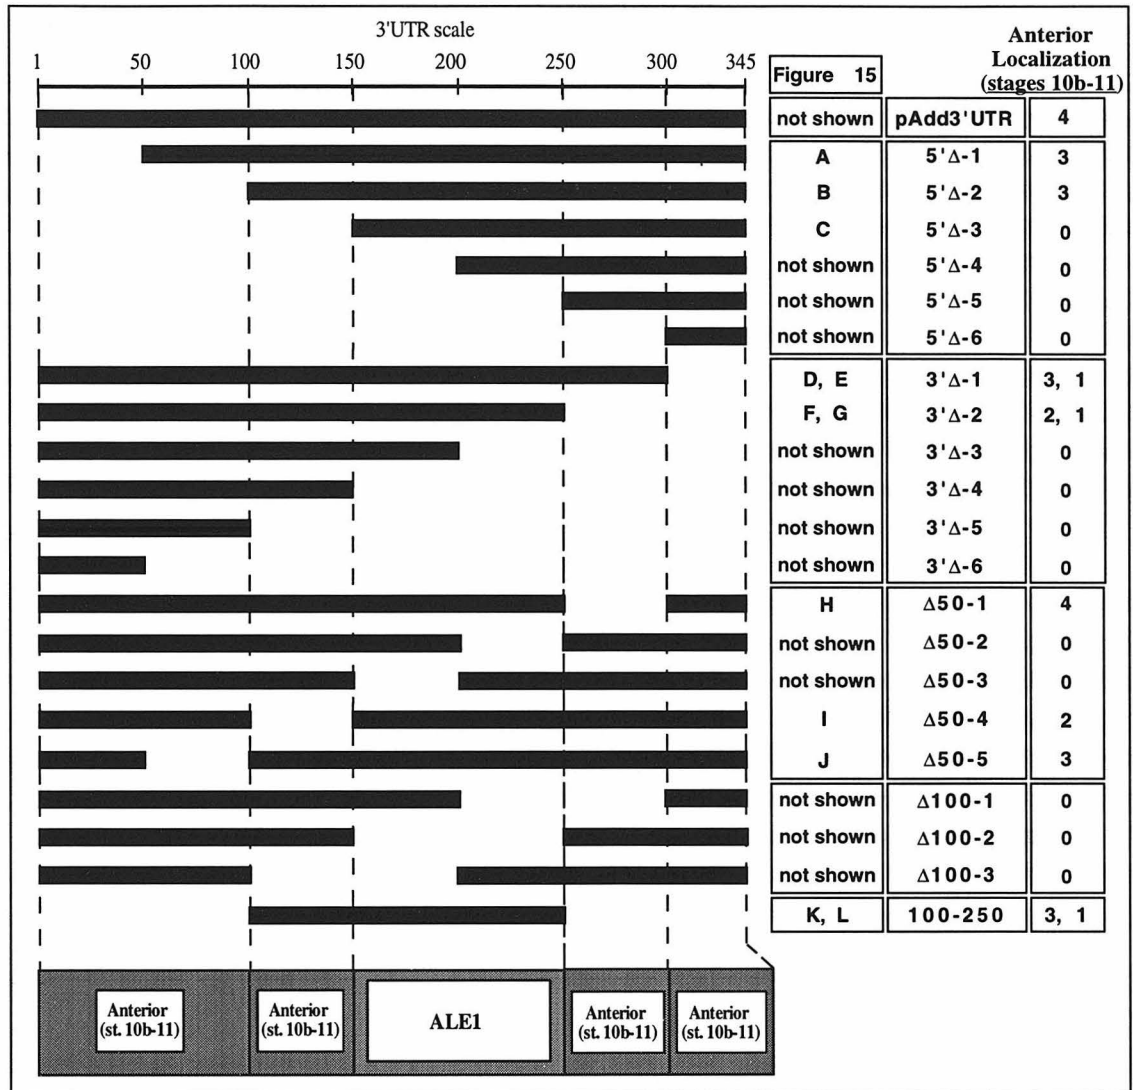 3'UTR scale
1 50 100 150 200 250 300 345
Figure 15
Anterior
Localization
(stages 10b-11)
not shown pAdd3'UTR 4
A 5'Δ-1 3
B 5'Δ-2 3
C 5'Δ-3 0
not shown 5'Δ-4 0
not shown 5'Δ-5 0
not shown 5'Δ-6 0
D, E 3'Δ-1 3, 1
F, G 3'Δ-2 2, 1
not shown 3'Δ-3 0
not shown 3'Δ-4 0
not shown 3'Δ-5 0
not shown 3'Δ-6 0
H Δ50-1 4
not shown Δ50-2 0
not shown Δ50-3 0
I Δ50-4 2
J Δ50-5 3
not shown Δ100-1 0
not shown Δ100-2 0
not shown Δ100-3 0
K, L 100-250 3, 1
Anterior
(st. 10b-11)
Anterior
(st. 10b-11)
ALE1
Anterior
(st. 10b-11)
Anterior
(st. 10b-11)